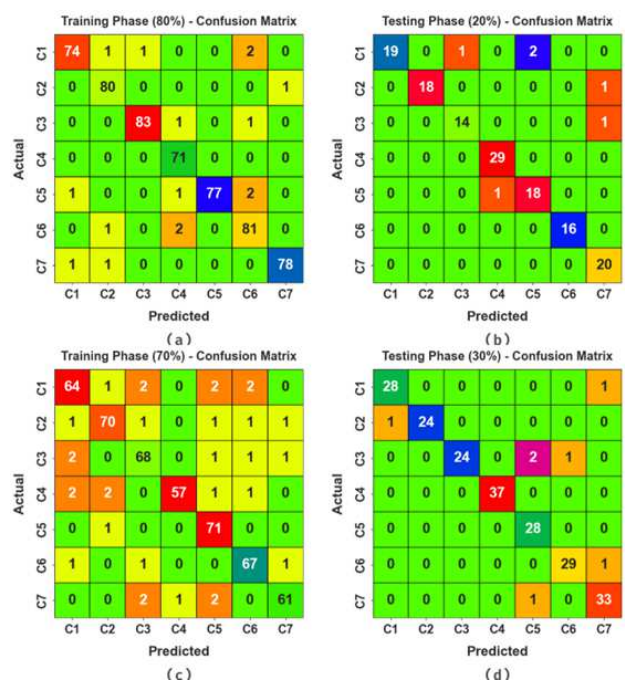 Training Phase (80%) - Confusion Matrix
C1 74 1 1 0 0 2 0
C2 0 80 0 0 0 0 1
C3 0 0 83 1 0 1 0
C4 0 0 0 71 0 0 0
C5 1 0 0 1 77 2 0
C6 0 1 0 2 0 81 0
C7 1 1 0 0 0 0 78
C1 C2 C3 C4 C5 C6 C7
Actual
Predicted
(a)
Testing Phase (20%) - Confusion Matrix
C1 19 0 1 0 2 0 0
C2 0 18 0 0 0 0 1
C3 0 0 14 0 0 0 1
C4 0 0 0 29 0 0 0
C5 0 0 0 1 18 0 0
C6 0 0 0 0 0 16 0
C7 0 0 0 0 0 0 20
C1 C2 C3 C4 C5 C6 C7
Actual
Predicted
(b)
Training Phase (70%) - Confusion Matrix
C1 64 1 2 0 2 2 0
C2 1 70 1 0 1 1 1
C3 2 0 68 0 1 1 1
C4 2 2 0 57 1 1 0
C5 0 1 0 0 71 0 0
C6 1 0 1 0 0 67 1
C7 0 0 2 1 2 0 61
C1 C2 C3 C4 C5 C6 C7
Actual
Predicted
(c)
Testing Phase (30%) - Confusion Matrix
C1 28 0 0 0 0 0 1
C2 1 24 0 0 0 0 0
C3 0 0 24 0 2 1 0
C4 0 0 0 37 0 0 0
C5 0 0 0 0 28 0 0
C6 0 0 0 0 0 29 1
C7 0 0 0 0 1 0 33
C1 C2 C3 C4 C5 C6 C7
Actual
Predicted
(d)